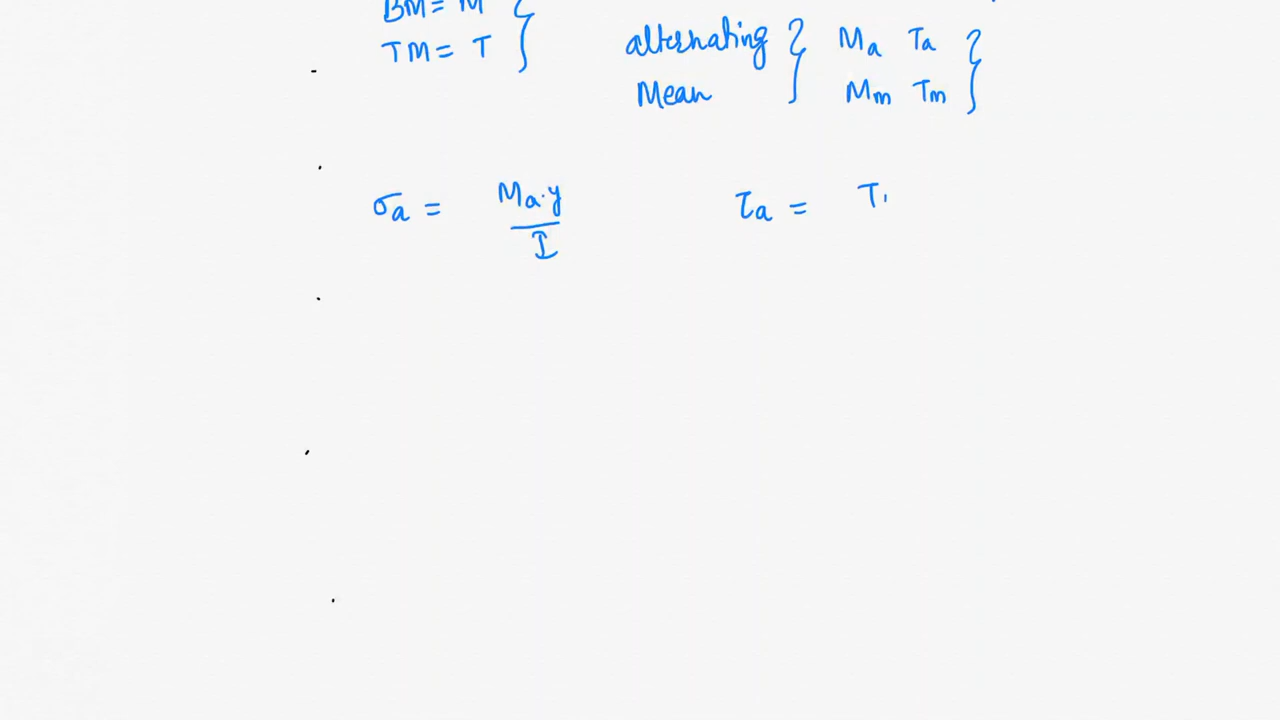 BM = M
TM = T
alternating { Ma Ta }
Mean { Mm Tm }
σa = Ma·y / I
τa = T